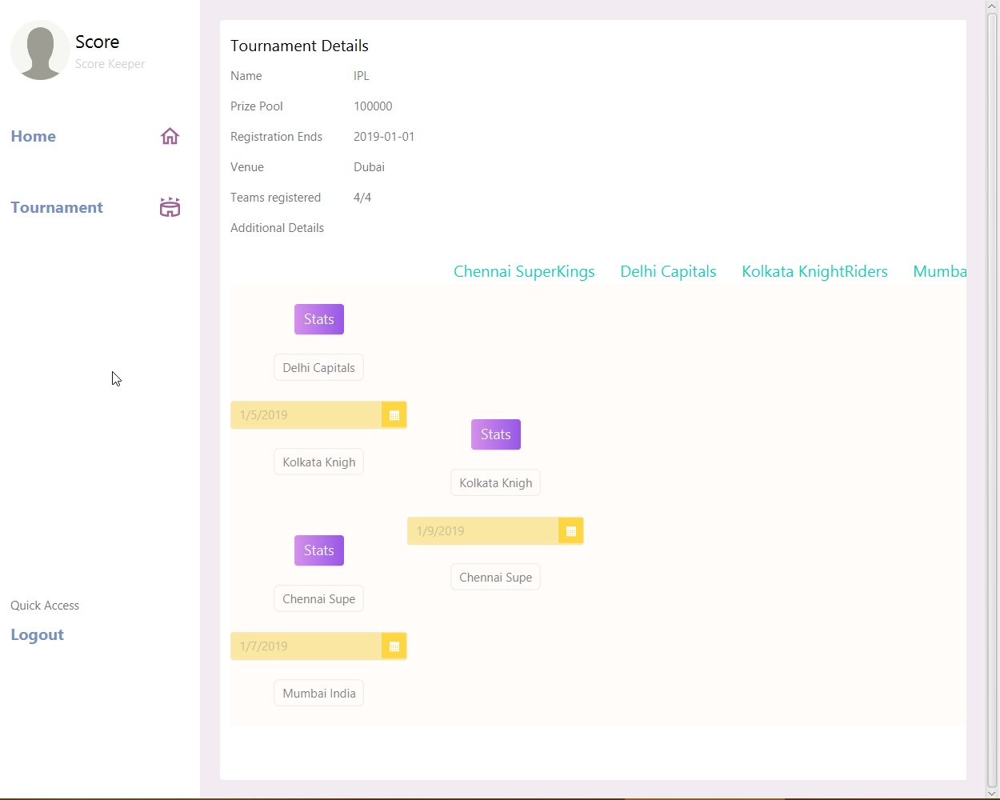 Score
Score Keeper
Home
Tournament
Quick Access
Logout
Tournament Details
Name IPL
Prize Pool 100000
Registration Ends 2019-01-01
Venue Dubai
Teams registered 4/4
Additional Details
Chennai SuperKings Delhi Capitals Kolkata KnightRiders Mumba
Stats
Delhi Capitals
1/5/2019
Kolkata Knigh
Stats
Chennai Supe
1/7/2019
Mumbai India
Stats
Kolkata Knigh
1/9/2019
Chennai Supe